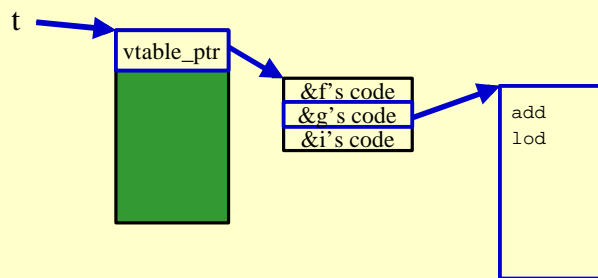 t
vtable_ptr
&f's code
&g's code
&i's code
add
lod